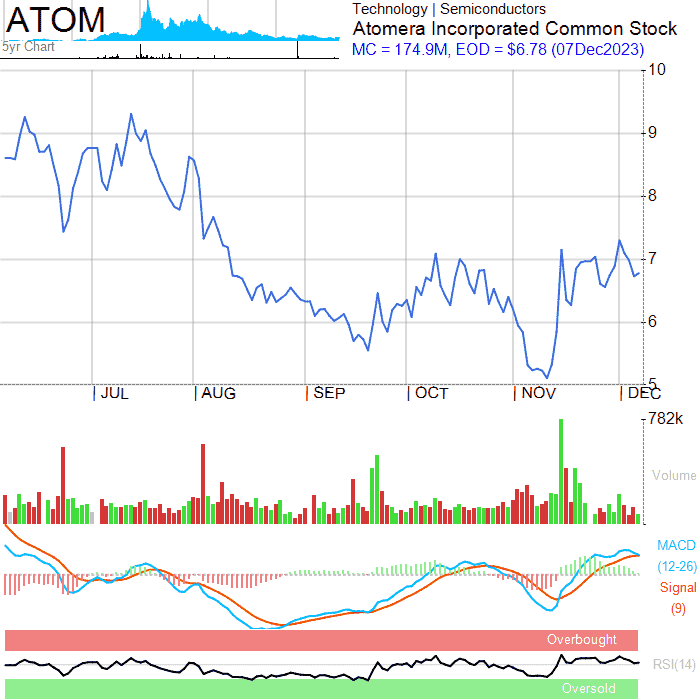 ATOM
5yr Chart
Technology | Semiconductors
Atomera Incorporated Common Stock
MC = 174.9M, EOD = $6.78 (07Dec2023)
10
9
8
7
6
5
JUL AUG SEP OCT NOV DEC
782k
Volume
MACD
(12-26)
Signal
(9)
Overbought
RSI(14)
Oversold